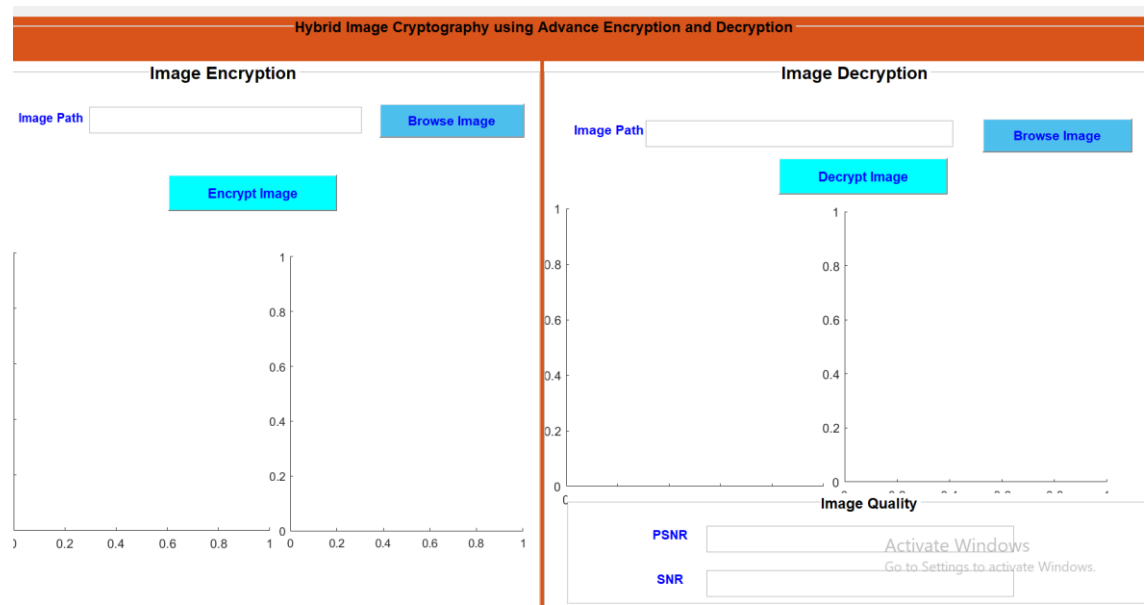 Hybrid Image Cryptography using Advance Encryption and Decryption
Image Encryption
Image Path
Browse Image
Encrypt Image
1
0.8
0.6
0.4
0.2
0
0 0.2 0.4 0.6 0.8 1
0 0.2 0.4 0.6 0.8 1
Image Decryption
Image Path
Browse Image
Decrypt Image
1
0.8
0.6
0.4
0.2
0
1
0.8
0.6
0.4
0.2
0
Image Quality
PSNR
SNR
Activate Windows
Go to Settings to activate Windows.